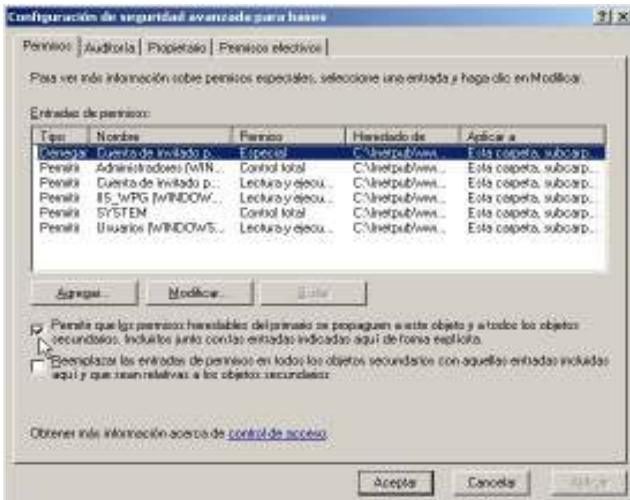 Configuración de seguridad avanzada para bases
Permisos Auditoría Propietario Permisos efectivos
Para ver más información sobre permisos especiales, seleccione una entrada y haga clic en Modificar.
Entradas de permisos:
Tipo Nombre Permiso Heredado de Aplicar a
Denegar Cuenta de invitado p... Especial C:\Inetpub\www... Esta carpeta, subcarp...
Permitir Administradores (WIN... Control total C:\Inetpub\www... Esta carpeta, subcarp...
Permitir Cuenta de invitado p... Lectura y ejecu... C:\Inetpub\www... Esta carpeta, subcarp...
Permitir IIS_WPG (WINDOW... Lectura y ejecu... C:\Inetpub\www... Esta carpeta, subcarp...
Permitir SYSTEM Control total C:\Inetpub\www... Esta carpeta, subcarp...
Permitir Usuarios (WINDOWS... Lectura y ejecu... C:\Inetpub\www... Esta carpeta, subcarp...
Agregar... Modificar... Quitar
Permitir que los permisos heredables del primario se propaguen a este objeto y a todos los objetos
secundarios. Incluirlos junto con las entradas indicadas aquí de forma explícita.
Reemplazar las entradas de permisos en todos los objetos secundarios con aquellas entradas incluidas
aquí y que sean relativas a los objetos secundarios
Obtener más información acerca de control de acceso.
Aceptar Cancelar Aplicar